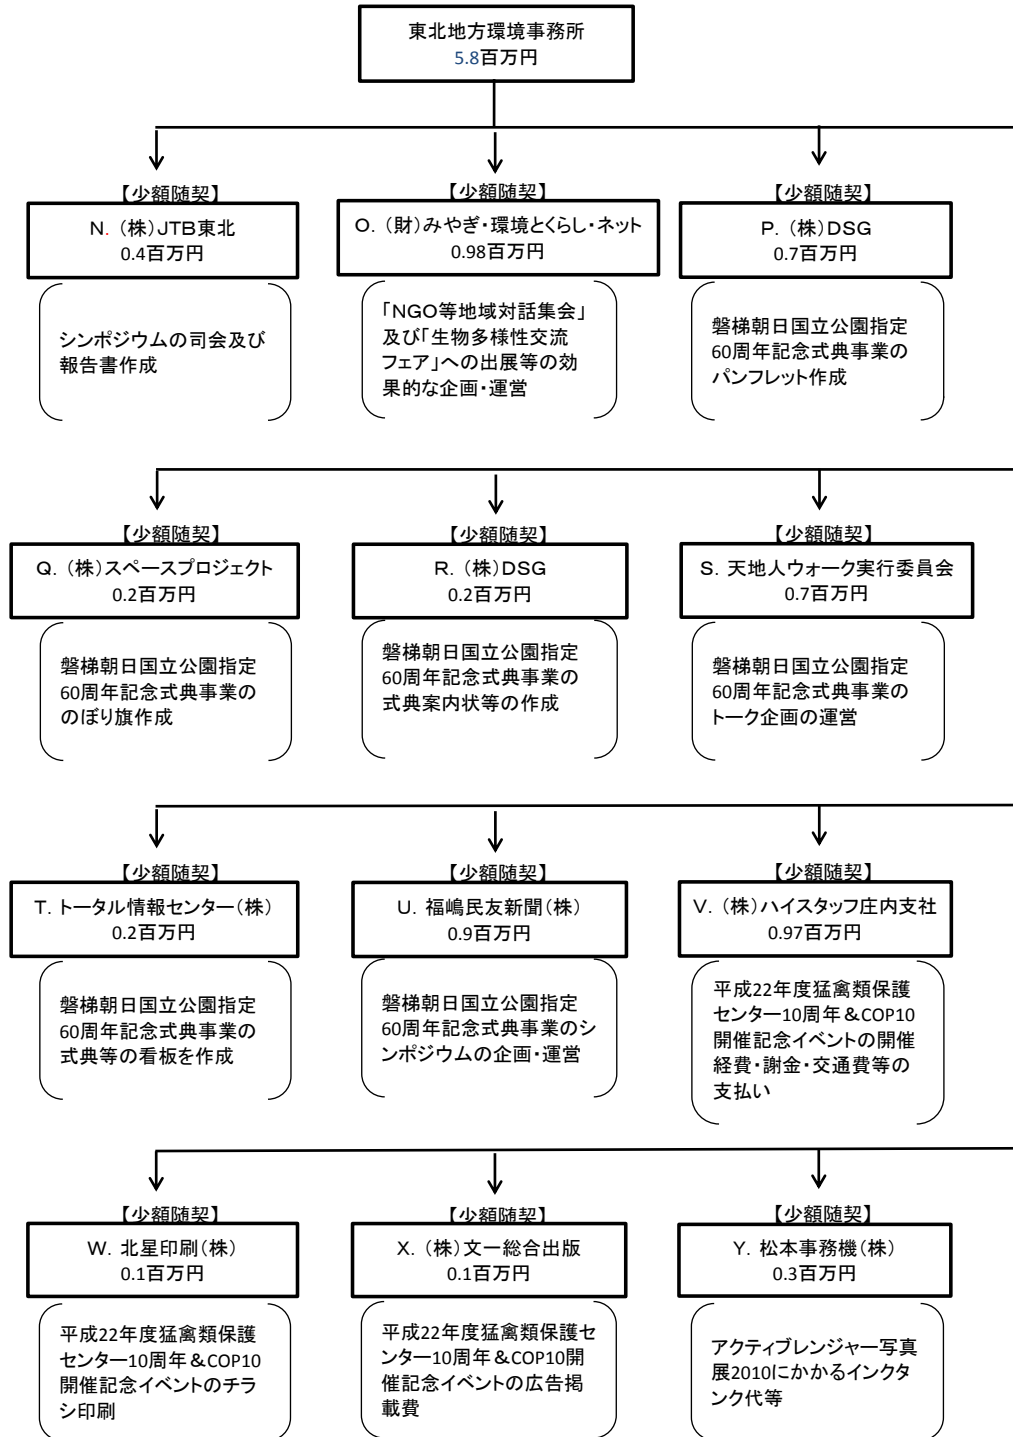 東北地方環境事務所
5.8百万円
【少額随契】
N. (株)JTB東北
0.4百万円
シンポジウムの司会及び
報告書作成
【少額随契】
O. (財)みやぎ・環境とくらし・ネット
0.98百万円
「NGO等地域対話集会」
及び「生物多様性交流
フェア」への出展等の効
果的な企画・運営
【少額随契】
P. (株)DSG
0.7百万円
磐梯朝日国立公園指定
60周年記念式典事業の
パンフレット作成
【少額随契】
Q. (株)スペースプロジェクト
0.2百万円
磐梯朝日国立公園指定
60周年記念式典事業の
のぼり旗作成
【少額随契】
R. (株)DSG
0.2百万円
磐梯朝日国立公園指定
60周年記念式典事業の
式典案内状等の作成
【少額随契】
S. 天地人ウォーク実行委員会
0.7百万円
磐梯朝日国立公園指定
60周年記念式典事業の
トーク企画の運営
【少額随契】
T. トータル情報センター(株)
0.2百万円
磐梯朝日国立公園指定
60周年記念式典事業の
式典等の看板を作成
【少額随契】
U. 福嶋民友新聞(株)
0.9百万円
磐梯朝日国立公園指定
60周年記念式典事業のシ
ンポジウムの企画・運営
【少額随契】
V. (株)ハイスタッフ庄内支社
0.97百万円
平成22年度猛禽類保護
センター10周年&COP10
開催記念イベントの開催
経費・謝金・交通費等の
支払い
【少額随契】
W. 北星印刷(株)
0.1百万円
平成22年度猛禽類保護
センター10周年&COP10
開催記念イベントのチラ
シ印刷
【少額随契】
X. (株)文一総合出版
0.1百万円
平成22年度猛禽類保護セ
ンター10周年&COP10開
催記念イベントの広告掲
載費
【少額随契】
Y. 松本事務機(株)
0.3百万円
アクティブレンジャー写真
展2010にかかるインクタ
ンク代等